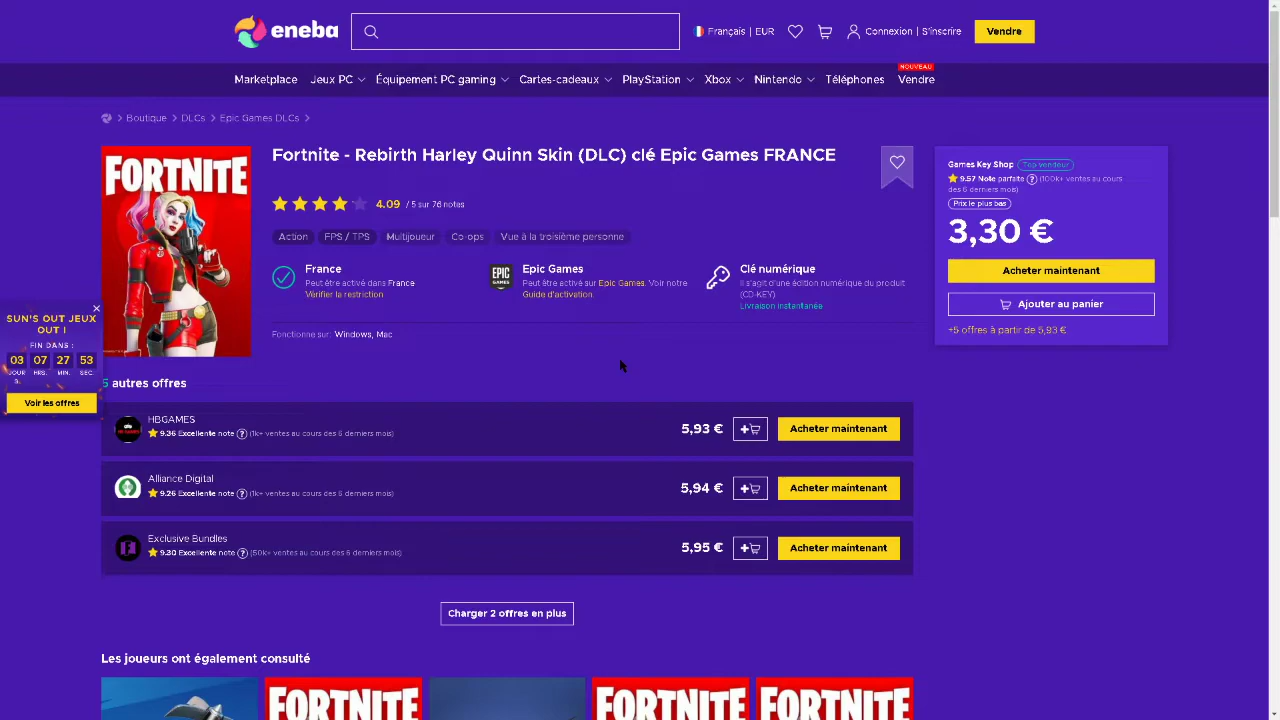 eneba
Français | EUR
Connexion | S'inscrire
Vendre
NOUVEAU
Marketplace Jeux PC Équipement PC gaming Cartes-cadeaux PlayStation Xbox Nintendo Téléphones Vendre
Boutique > DLCs > Epic Games DLCs >
FORTNITE
Fortnite - Rebirth Harley Quinn Skin (DLC) clé Epic Games FRANCE
4.09 / 5 sur 76 notes
Action FPS / TPS Multijoueur Co-ops Vue à la troisième personne
France
Peut être activé dans France
Vérifier la restriction
EPIC GAMES
Epic Games
Peut être activé sur Epic Games. Voir notre
Guide d'activation.
Clé numérique
Il s'agit d'une édition numérique du produit
(CD-KEY)
Livraison instantanée
Fonctionne sur: Windows, Mac
Games Key Shop Top vendeur
9.57 Note parfaite ? (100k+ ventes au cours
des 6 derniers mois)
Prix le plus bas
3,30 €
Acheter maintenant
Ajouter au panier
+5 offres à partir de 5,93 €
SUN'S OUT JEUX
OUT !
FIN DANS :
03 07 27 53
JOUR HRS. MIN. SEC.
S.
Voir les offres
5 autres offres
HBGAMES
9.36 Excellente note ? (1k+ ventes au cours des 6 derniers mois)
5,93 €
Acheter maintenant
Alliance Digital
9.26 Excellente note ? (1k+ ventes au cours des 6 derniers mois)
5,94 €
Acheter maintenant
Exclusive Bundles
9.30 Excellente note ? (50k+ ventes au cours des 6 derniers mois)
5,95 €
Acheter maintenant
Charger 2 offres en plus
Les joueurs ont également consulté
FORTNITE FORTNITE FORTNITE